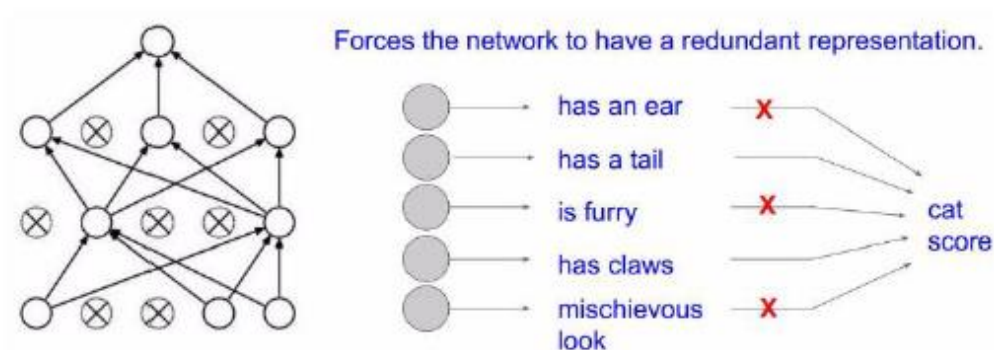 Forces the network to have a redundant representation.
has an ear
X
has a tail
is furry
X
cat
score
has claws
mischievous
X
look